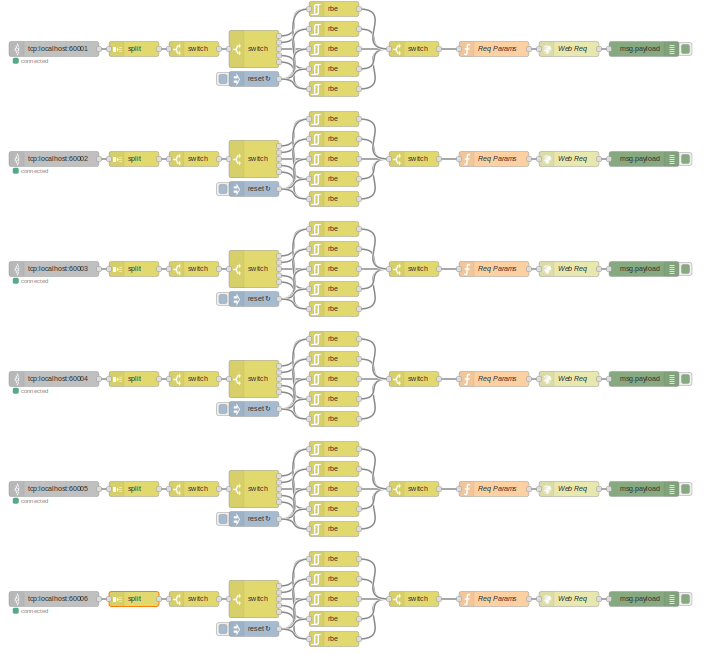 rbe
rbe
tcp:localhost:60001 split switch switch rbe switch Req Params Web Req msg.payload
connected
rbe
reset ↻
rbe
rbe
rbe
tcp:localhost:60002 split switch switch rbe switch Req Params Web Req msg.payload
connected
rbe
reset ↻
rbe
rbe
rbe
tcp:localhost:60003 split switch switch rbe switch Req Params Web Req msg.payload
connected
rbe
reset ↻
rbe
rbe
rbe
tcp:localhost:60004 split switch switch rbe switch Req Params Web Req msg.payload
connected
rbe
reset ↻
rbe
rbe
rbe
tcp:localhost:60005 split switch switch rbe switch Req Params Web Req msg.payload
connected
rbe
reset ↻
rbe
rbe
rbe
tcp:localhost:60006 split switch switch rbe switch Req Params Web Req msg.payload
connected
rbe
reset ↻
rbe